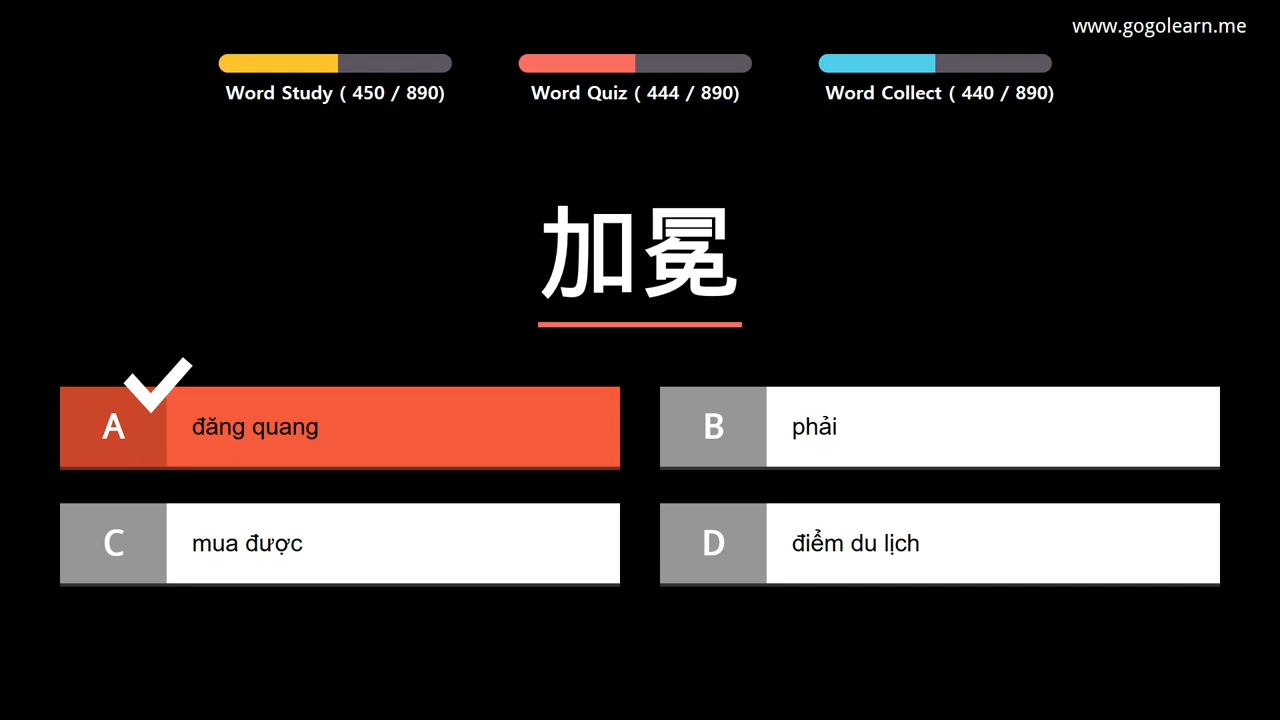 www.gogolearn.me
Word Study ( 450 / 890)
Word Quiz ( 444 / 890)
Word Collect ( 440 / 890)
加冕
A đăng quang
B phải
C mua được
D điểm du lịch